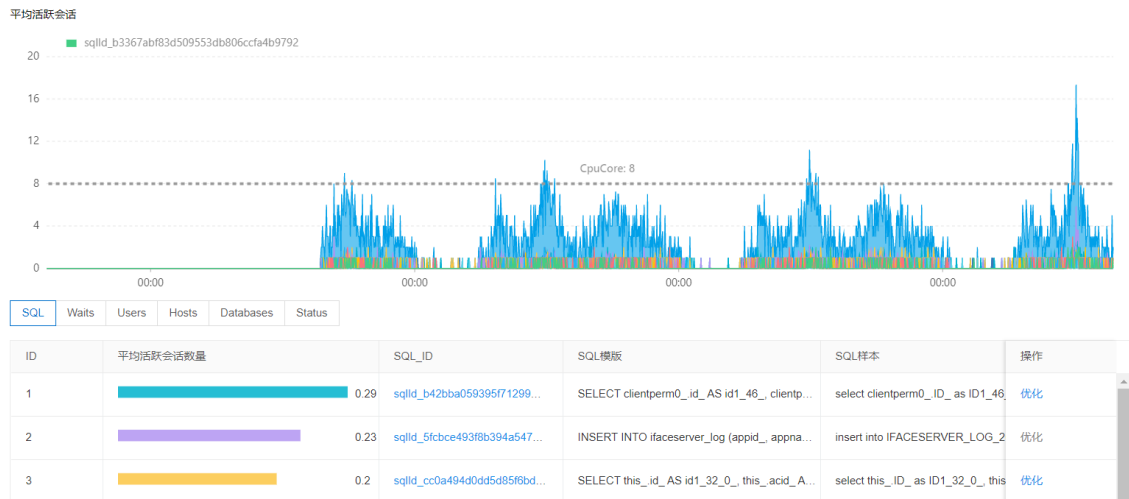 平均活跃会话
sqlId_b3367abf83d509553db806ccfa4b9792
20
16
CpuCore: 8
12
8
4
0
00:00 00:00 00:00 00:00
SQL Waits Users Hosts Databases Status
ID 平均活跃会话数量 SQL_ID SQL模版 SQL样本 操作
1 0.29 sqlId_b42bba059395f71299... SELECT clientperm0_.id_ AS id1_46_, clientp... select clientperm0_.ID_ as ID1_46_ 优化
2 0.23 sqlId_5fcbce493f8b394a547... INSERT INTO ifaceserver_log (appid_, appna... insert into IFACESERVER_LOG_2 优化
3 0.2 sqlId_cc0a494d0dd5d85f6bd... SELECT this_.id_ AS id1_32_0_, this_.acid_ A... select this_.ID_ as ID1_32_0_, this 优化